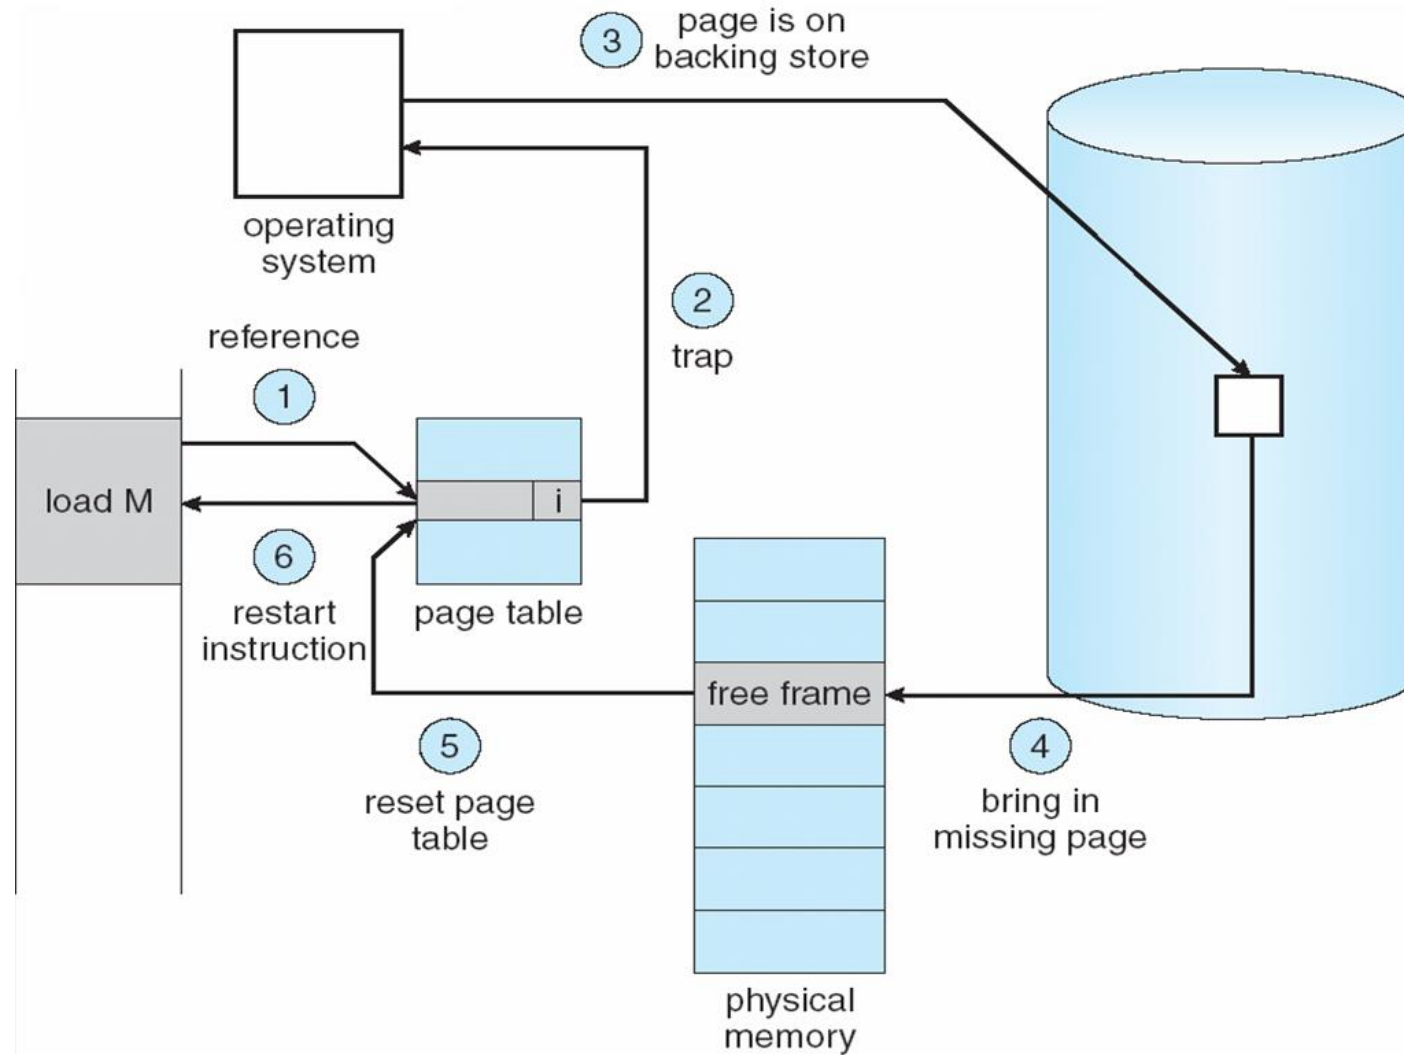 3
page is on
backing store
operating
system
2
trap
reference
1
load M
i
6
restart
instruction
page table
free frame
5
reset page
table
4
bring in
missing page
physical
memory